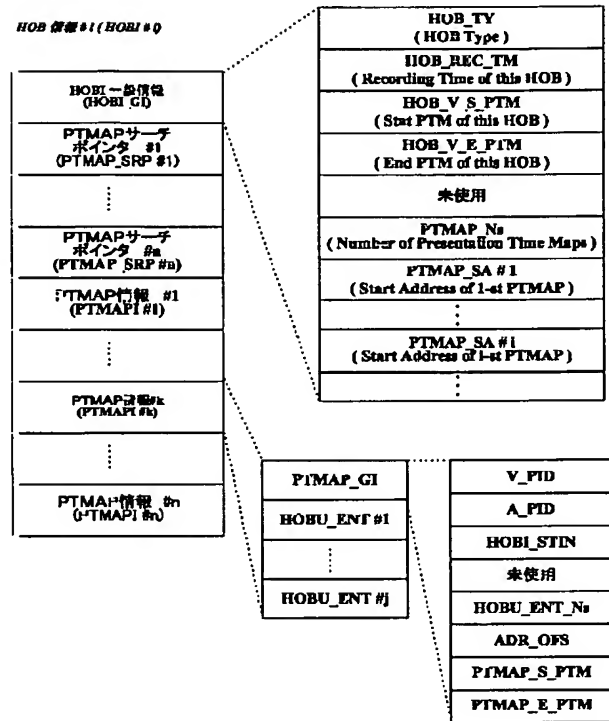 HOB 情報 #1 (HOBI #1)
HOBI 一般情報
(HOBI_GI)
PTMAPサーチ
ポインタ #1
(PTMAP_SRP #1)
PTMAPサーチ
ポインタ #n
(PTMAP_SRP #n)
PTMAP情報 #1
(PTMAPI #1)
PTMAP情報#k
(PTMAPI #k)
PTMAP情報 #n
(PTMAPI #n)
HOB_TY
( HOB Type )
HOB_REC_TM
( Recording Time of this HOB )
HOB_V_S_PTM
( Stat PTM of this HOB )
HOB_V_E_PTM
( End PTM of this HOB )
未使用
PTMAP_Ns
( Number of Presentation Time Maps )
PTMAP_SA # 1
( Start Address of 1-st PTMAP )
PTMAP_SA # i
( Start Address of i-st PTMAP )
PTMAP_GI
HOBU_ENT #1
HOBU_ENT #j
V_PID
A_PID
HOBI_STIN
未使用
HOBU_ENT_Ns
ADR_OFS
PTMAP_S_PTM
PTMAP_E_PTM